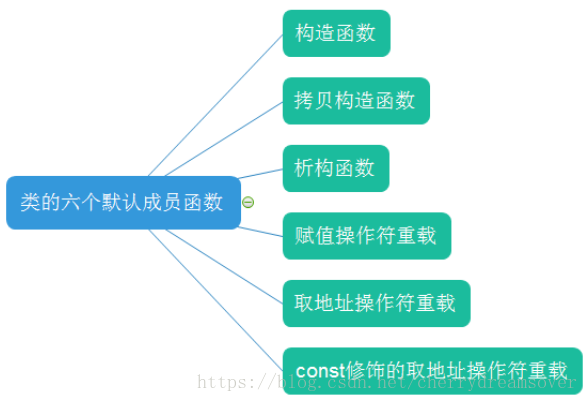 构造函数
拷贝构造函数
析构函数
类的六个默认成员函数
赋值操作符重载
取地址操作符重载
const修饰的取地址操作符重载
https://blog.csdn.net/cherrydreamsover